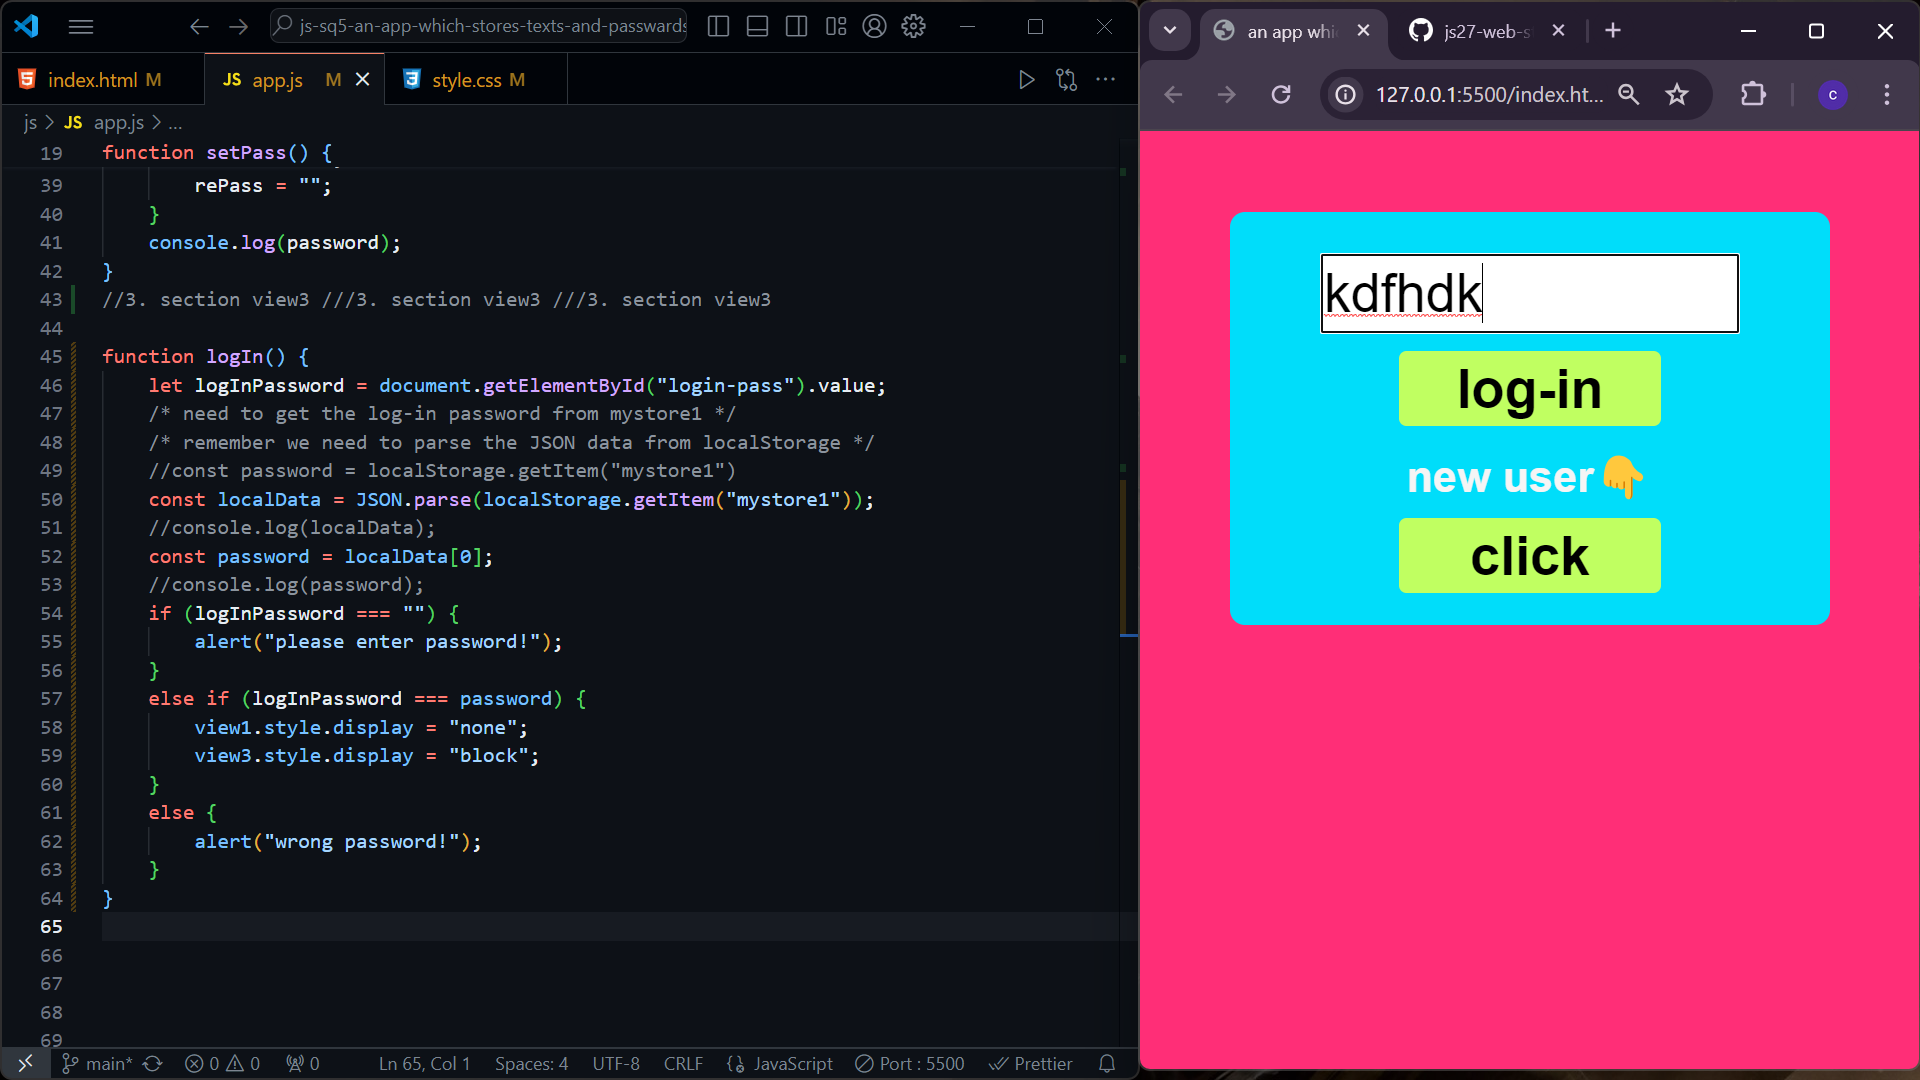 js-sq5-an-app-which-stores-texts-and-passwards
index.html M
JS app.js M
style.css M
js > JS app.js > ...
19 function setPass() {
39 rePass = "";
40 }
41 console.log(password);
42 }
43 //3. section view3 ///3. section view3 ///3. section view3
44
45 function logIn() {
46 let logInPassword = document.getElementById("login-pass").value;
47 /* need to get the log-in password from mystore1 */
48 /* remember we need to parse the JSON data from localStorage */
49 //const password = localStorage.getItem("mystore1")
50 const localData = JSON.parse(localStorage.getItem("mystore1"));
51 //console.log(localData);
52 const password = localData[0];
53 //console.log(password);
54 if (logInPassword === "") {
55 alert("please enter password!");
56 }
57 else if (logInPassword === password) {
58 view1.style.display = "none";
59 view3.style.display = "block";
60 }
61 else {
62 alert("wrong password!");
63 }
64 }
65
66
67
68
69
main* 0 0 0 Ln 65, Col 1 Spaces: 4 UTF-8 CRLF JavaScript Port : 5500 Prettier
an app whi
js27-web-s
127.0.0.1:5500/index.ht...
c
kdfhdk
log-in
new user👇
click